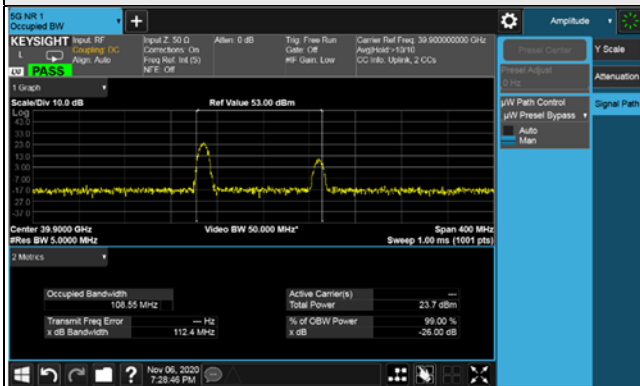 5G NR 1
Occupied BW
Amplitude
KEYSIGHT
L
Input: RF
Coupling: DC
Align: Auto
Input Z: 50 Ω
Corrections: On
Freq Ref: Int (S)
NFE: Off
Atten: 0 dB
Trig: Free Run
Gate: Off
#IF Gain: Low
Carrier Ref Freq: 39.900000000 GHz
Avg|Hold:>10/10
CC Info: Uplink, 2 CCs
PASS
1 Graph
Scale/Div 10.0 dB
Ref Value 53.00 dBm
Log
43.0
33.0
23.0
13.0
3.00
-7.00
-17.0
-27.0
-37.0
Center 39.9000 GHz
#Res BW 5.0000 MHz
Video BW 50.000 MHz*
Span 400 MHz
Sweep 1.00 ms (1001 pts)
2 Metrics
Occupied Bandwidth
108.55 MHz
Transmit Freq Error
--- Hz
x dB Bandwidth
112.4 MHz
Active Carrier(s)
---
Total Power
23.7 dBm
% of OBW Power
99.00 %
x dB
-26.00 dB
Presel Center
Presel Adjust
0 Hz
µW Path Control
µW Presel Bypass
Auto
Man
Y Scale
Attenuation
Signal Path
?
Nov 06, 2020
7:28:46 PM